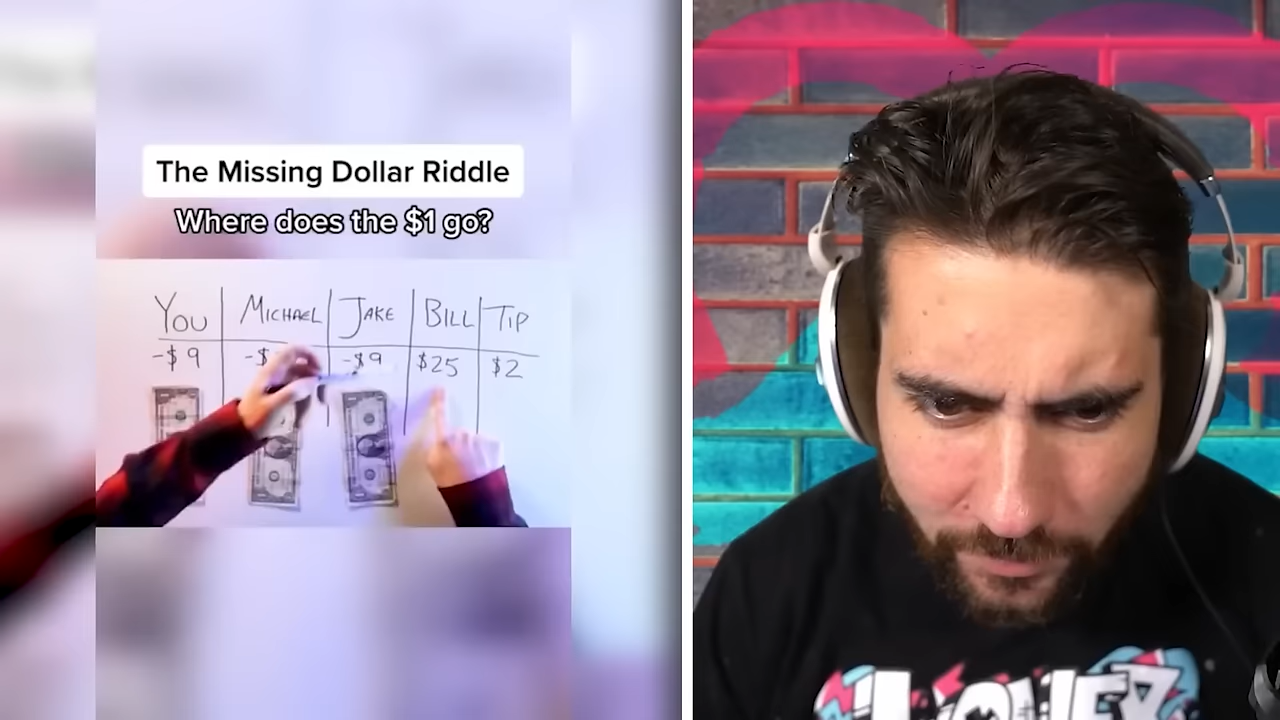 The Missing Dollar Riddle
Where does the $1 go?
YOU MICHAEL JAKE BILL TIP
-$9 -$ -$9 $25 $2